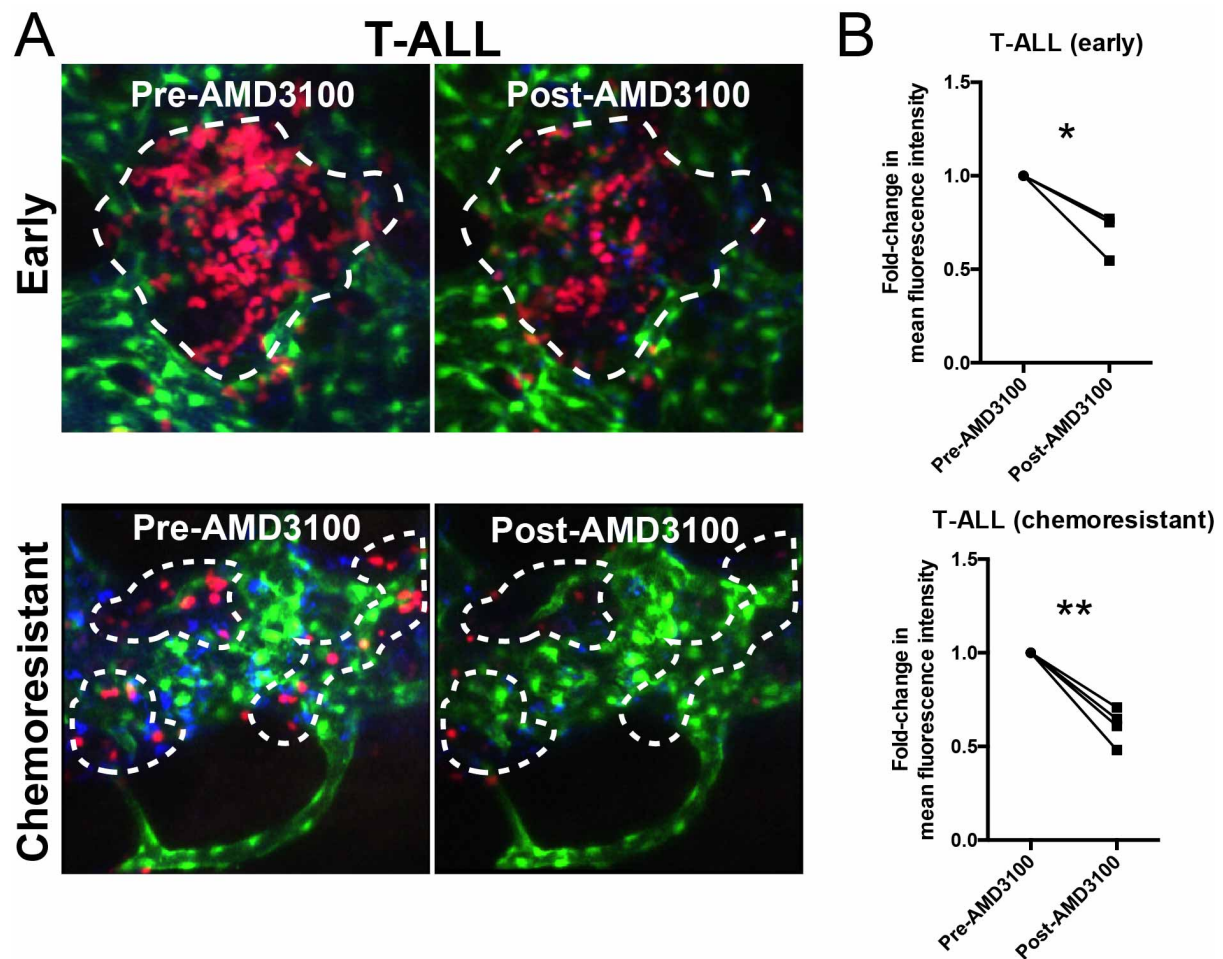 A
T-ALL
Pre-AMD3100
Post-AMD3100
Early
Pre-AMD3100
Post-AMD3100
Chemoresistant
B
T-ALL (early)
Fold-change in
mean fluorescence intensity
1.5
1.0
0.5
0.0
*
Pre-AMD3100
Post-AMD3100
T-ALL (chemoresistant)
Fold-change in
mean fluorescence intensity
1.5
1.0
0.5
0.0
**
Pre-AMD3100
Post-AMD3100